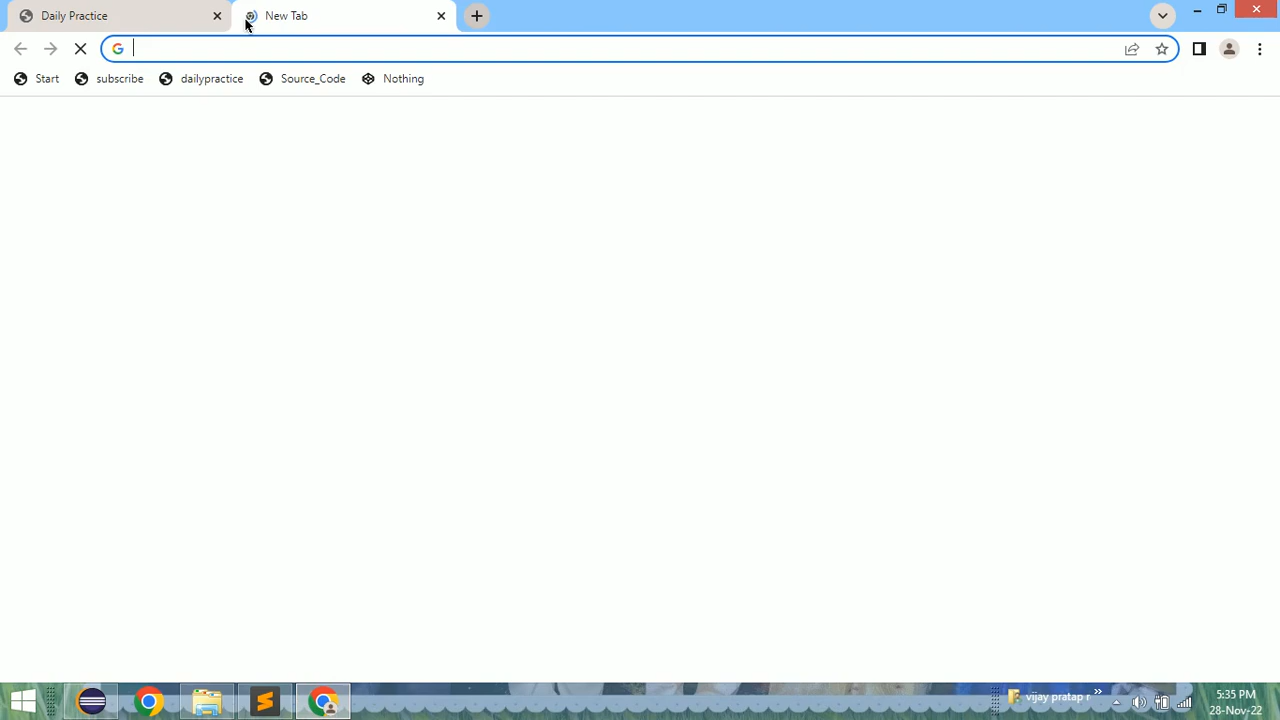 Daily Practice
New Tab
Start
subscribe
dailypractice
Source_Code
Nothing
vijay pratap r
5:35 PM
28-Nov-22